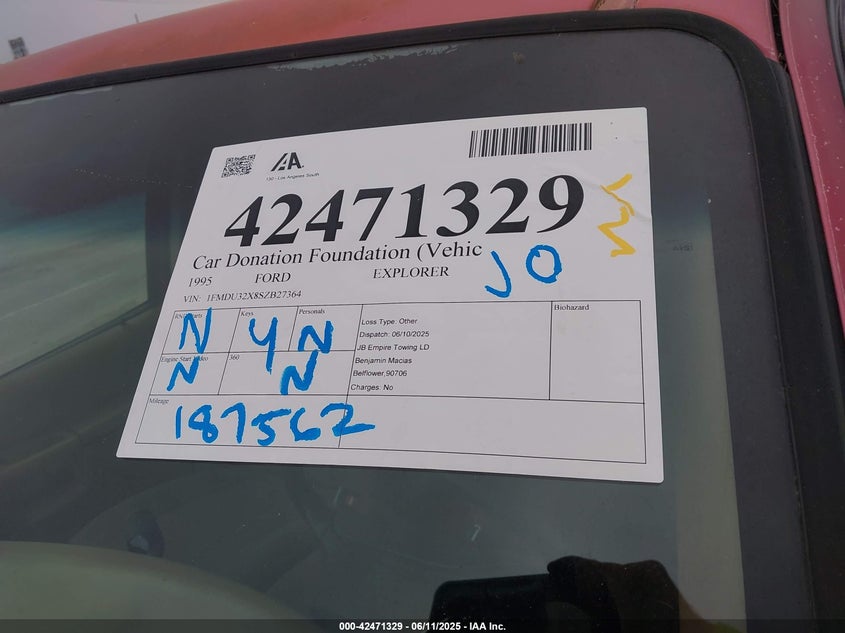 IAA
130 - Los Angeles South
42471329
Car Donation Foundation (Vehic
1995 FORD EXPLORER
JO
VIN: 1FMDU32X8SZB27364
Keys
Personals
N Y N
Engine Start Video
360
N N
Mileage
187562
Loss Type: Other
Dispatch: 06/10/2025
JB Empire Towing LD
Benjamin Macias
Belflower,90706
Charges: No
Biohazard
000-42471329 - 06/11/2025 - IAA Inc.